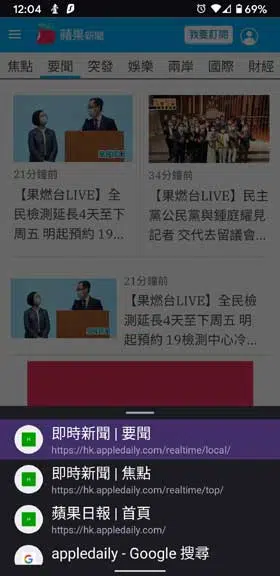 12:04
69%
蘋果新聞
我要訂閱
焦點 要聞 突發 娛樂 兩岸 國際 財經
21分鐘前
【果燃台LIVE】全
民檢測延長4天至下
周五 明起預約 19...
34分鐘前
【果燃台LIVE】民主
黨公民黨與鍾庭耀見
記者 交代去留議會...
21分鐘前
【果燃台LIVE】全民檢
測延長4天至下周五 明
起預約 19檢測中心冷...
即時新聞 | 要聞
https://hk.appledaily.com/realtime/local/
即時新聞 | 焦點
https://hk.appledaily.com/realtime/top/
蘋果日報 | 首頁
https://hk.appledaily.com/
appledaily - Google 搜尋